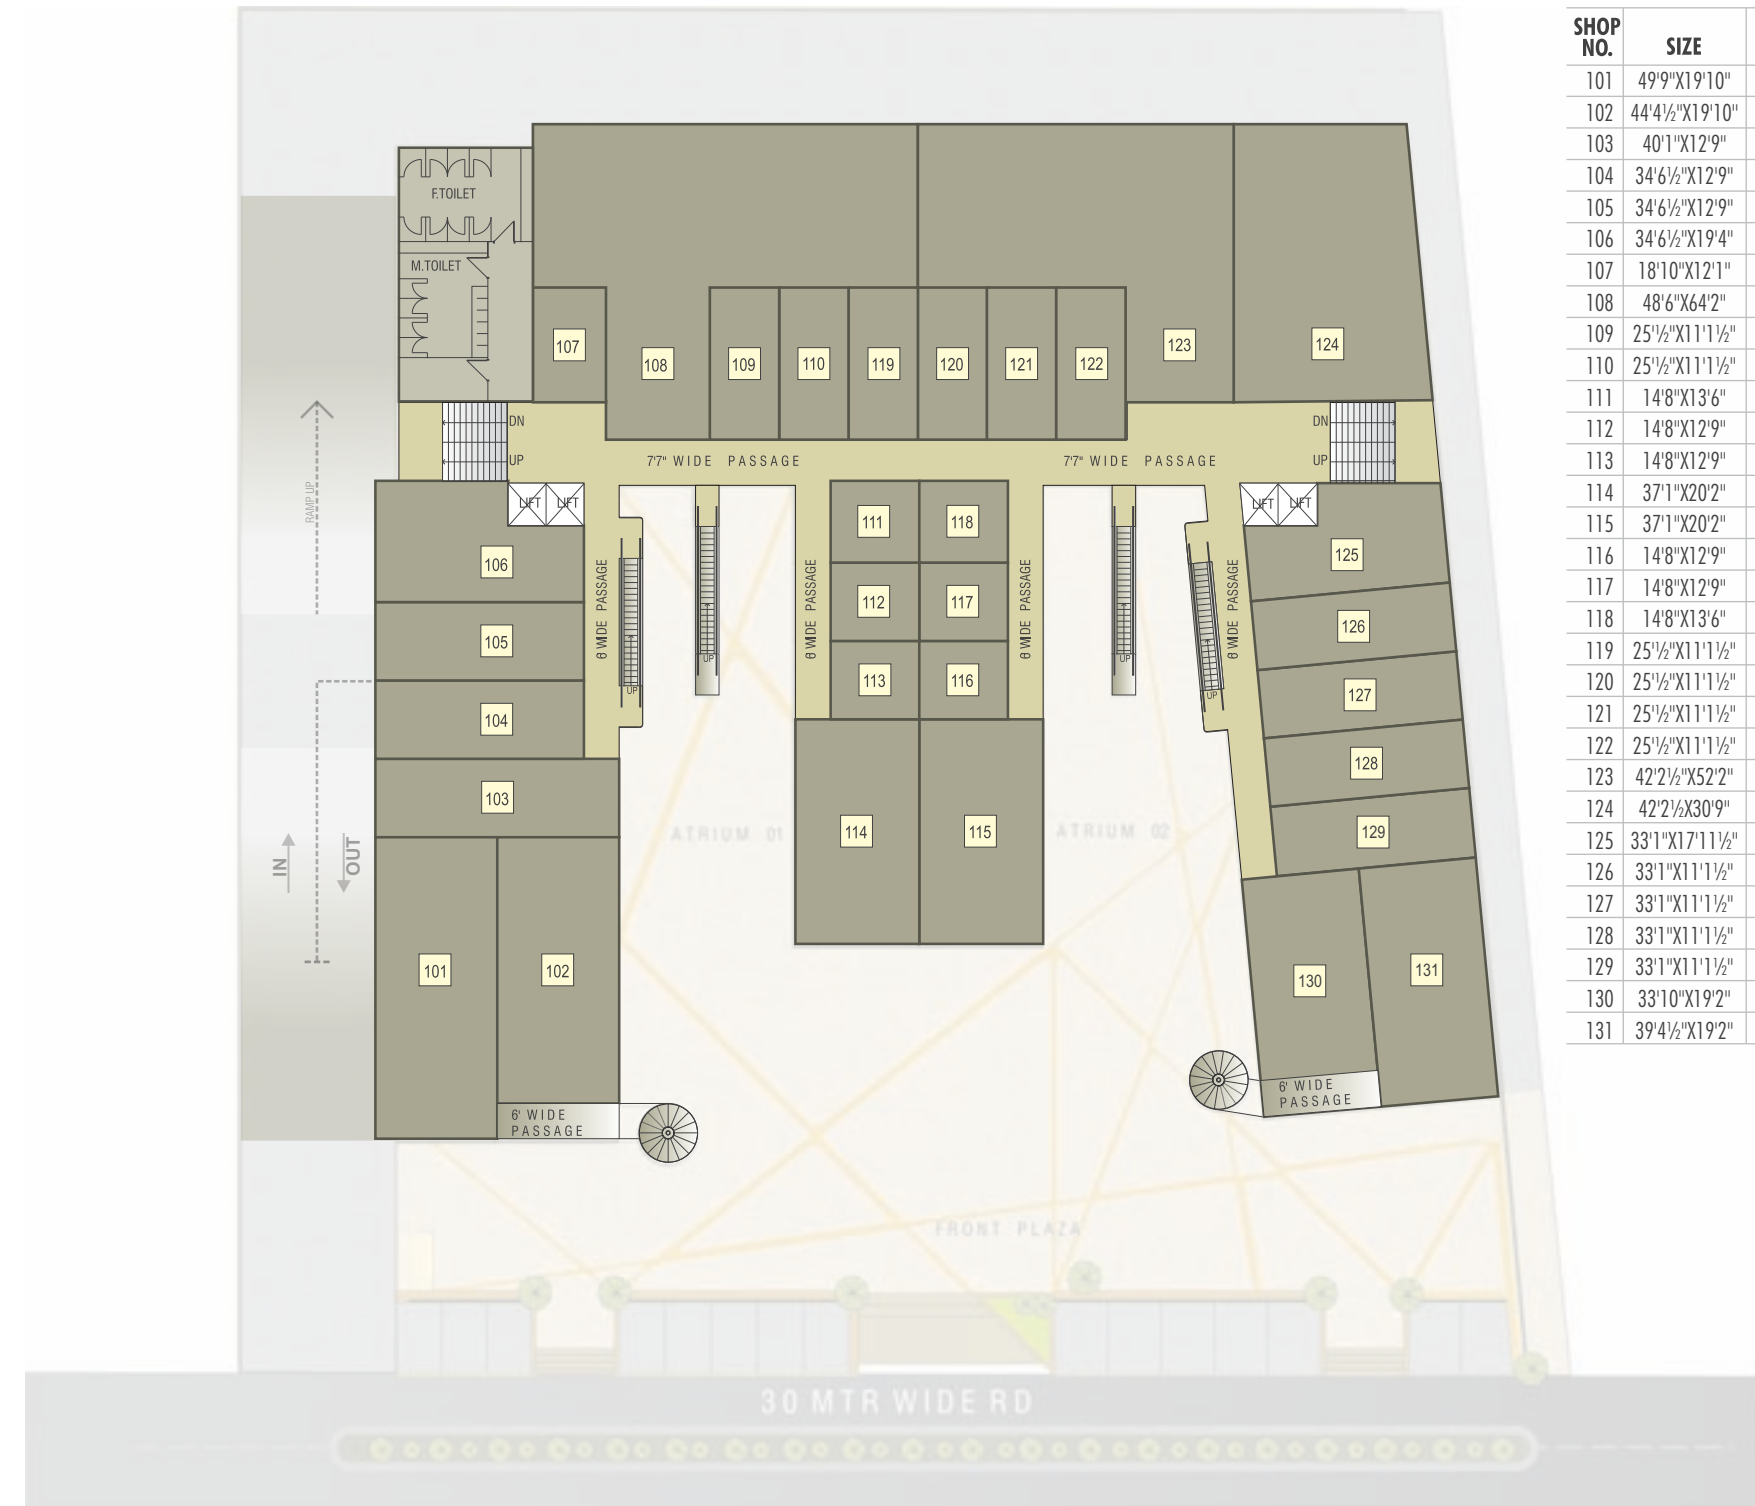 F.TOILET
M.TOILET
107
108
109
110
119
120
121
122
123
124
DN
UP
DN
UP
7'7" WIDE PASSAGE
7'7" WIDE PASSAGE
RAMP UP
LIFT
LIFT
LIFT
LIFT
106
105
104
103
101
102
6 WIDE PASSAGE
UP
UP
6 WIDE PASSAGE
111
118
112
117
113
116
114
115
6 WIDE PASSAGE
UP
UP
6 WIDE PASSAGE
125
126
127
128
129
130
131
ATRIUM 01
ATRIUM 02
IN
OUT
6' WIDE
PASSAGE
6' WIDE
PASSAGE
FRONT PLAZA
30 MTR WIDE RD
SHOP NO. SIZE
101 49'9"X19'10"
102 44'4½"X19'10"
103 40'1"X12'9"
104 34'6½"X12'9"
105 34'6½"X12'9"
106 34'6½"X19'4"
107 18'10"X12'1"
108 48'6"X64'2"
109 25'½"X11'1½"
110 25'½"X11'1½"
111 14'8"X13'6"
112 14'8"X12'9"
113 14'8"X12'9"
114 37'1"X20'2"
115 37'1"X20'2"
116 14'8"X12'9"
117 14'8"X12'9"
118 14'8"X13'6"
119 25'½"X11'1½"
120 25'½"X11'1½"
121 25'½"X11'1½"
122 25'½"X11'1½"
123 42'2½"X52'2"
124 42'2½X30'9"
125 33'1"X17'11½"
126 33'1"X11'1½"
127 33'1"X11'1½"
128 33'1"X11'1½"
129 33'1"X11'1½"
130 33'10"X19'2"
131 39'4½"X19'2"